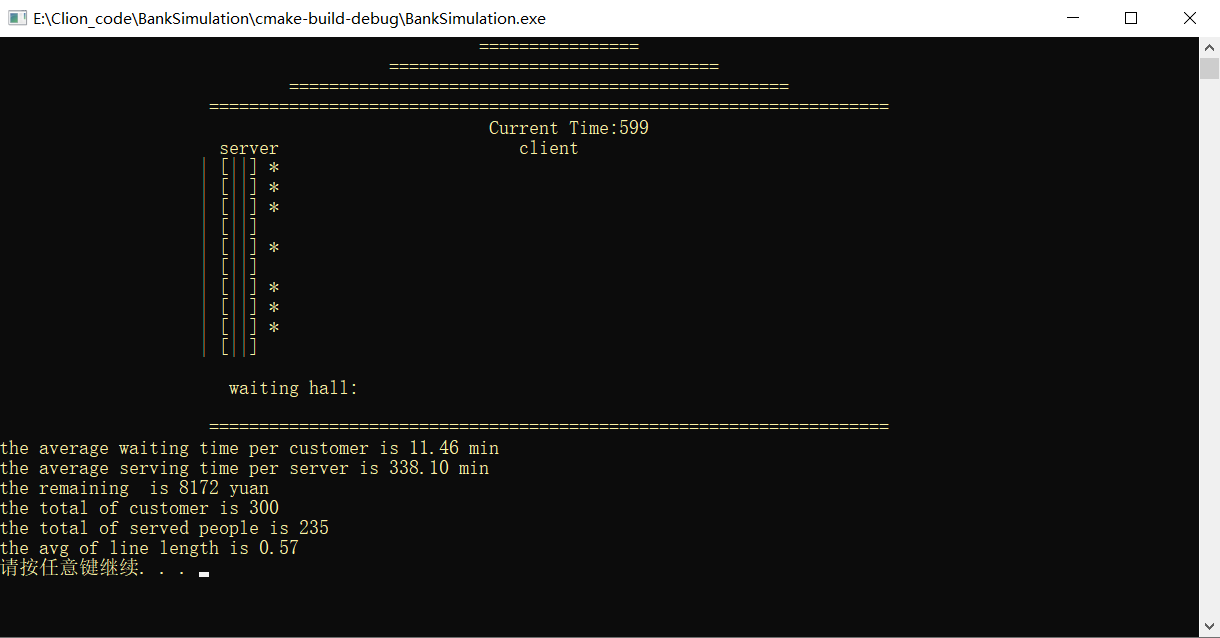 E:\Clion_code\BankSimulation\cmake-build-debug\BankSimulation.exe
================
=================================
==================================================
====================================================================
Current Time:599
server client
| [||] *
| [||] *
| [||] *
| [||]
| [||] *
| [||]
| [||] *
| [||] *
| [||] *
| [||]
waiting hall:
====================================================================
the average waiting time per customer is 11.46 min
the average serving time per server is 338.10 min
the remaining  is 8172 yuan
the total of customer is 300
the total of served people is 235
the avg of line length is 0.57
请按任意键继续. . .